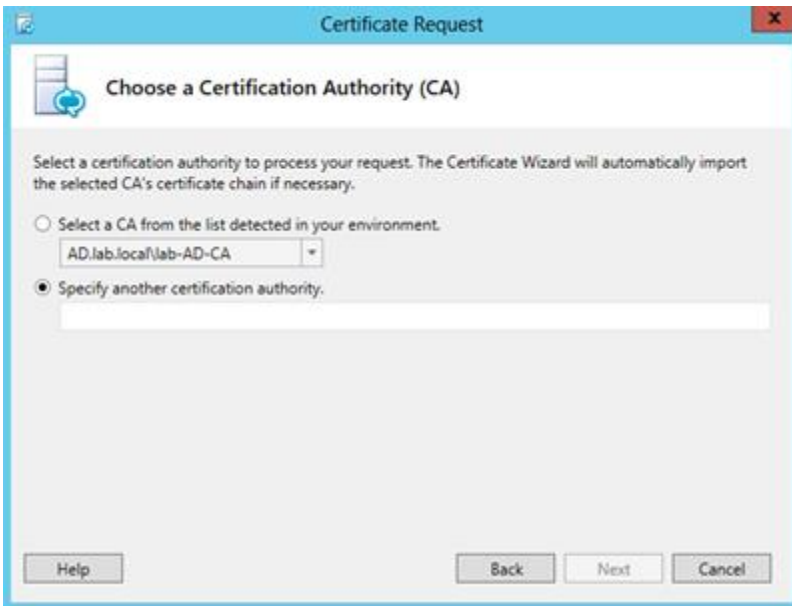 Certificate Request
x
Choose a Certification Authority (CA)
Select a certification authority to process your request. The Certificate Wizard will automatically import
the selected CA's certificate chain if necessary.
Select a CA from the list detected in your environment.
AD.lab.local\lab-AD-CA
Specify another certification authority.
Help
Back
Next
Cancel